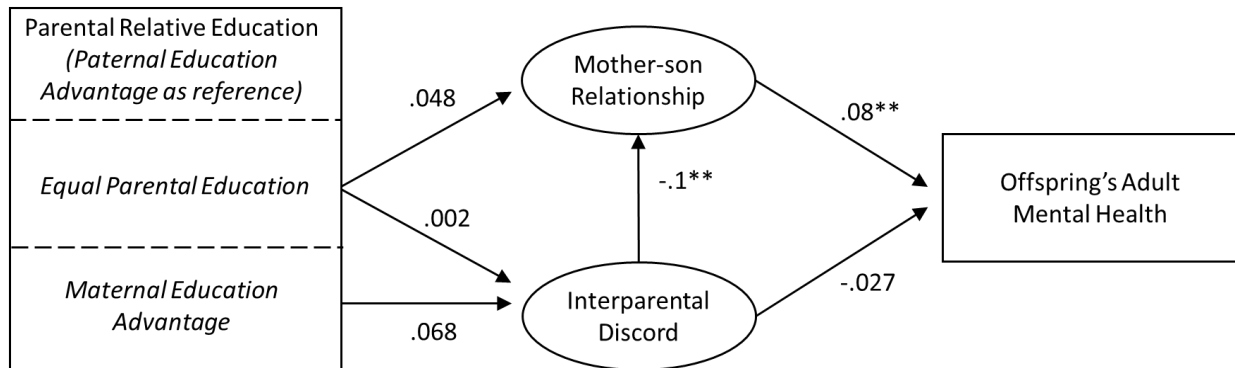 Parental Relative Education
(Paternal Education
Advantage as reference)
Equal Parental Education
Maternal Education
Advantage
.048
.002
.068
Mother-son
Relationship
-.1**
Interparental
Discord
.08**
-.027
Offspring's Adult
Mental Health